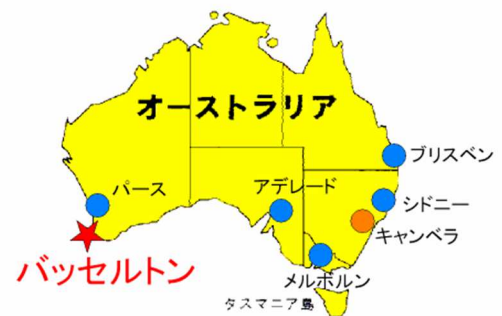 オーストラリア
ブリスベン
パース
アデレード
シドニー
キャンベラ
バッセルトン
メルボルン
タスマニア島